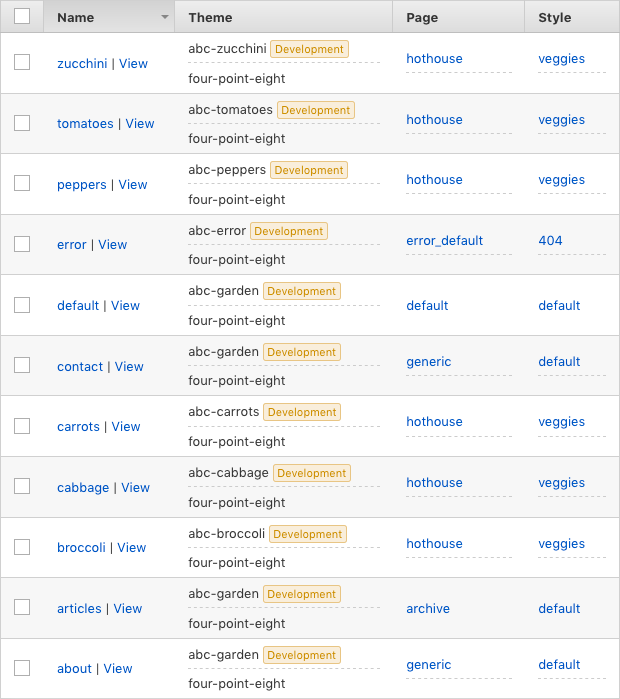 Name Theme Page Style
zucchini | View abc-zucchini Development hothouse veggies
four-point-eight
tomatoes | View abc-tomatoes Development hothouse veggies
four-point-eight
peppers | View abc-peppers Development hothouse veggies
four-point-eight
error | View abc-error Development error_default 404
four-point-eight
default | View abc-garden Development default default
four-point-eight
contact | View abc-garden Development generic default
four-point-eight
carrots | View abc-carrots Development hothouse veggies
four-point-eight
cabbage | View abc-cabbage Development hothouse veggies
four-point-eight
broccoli | View abc-broccoli Development hothouse veggies
four-point-eight
articles | View abc-garden Development archive default
four-point-eight
about | View abc-garden Development generic default
four-point-eight